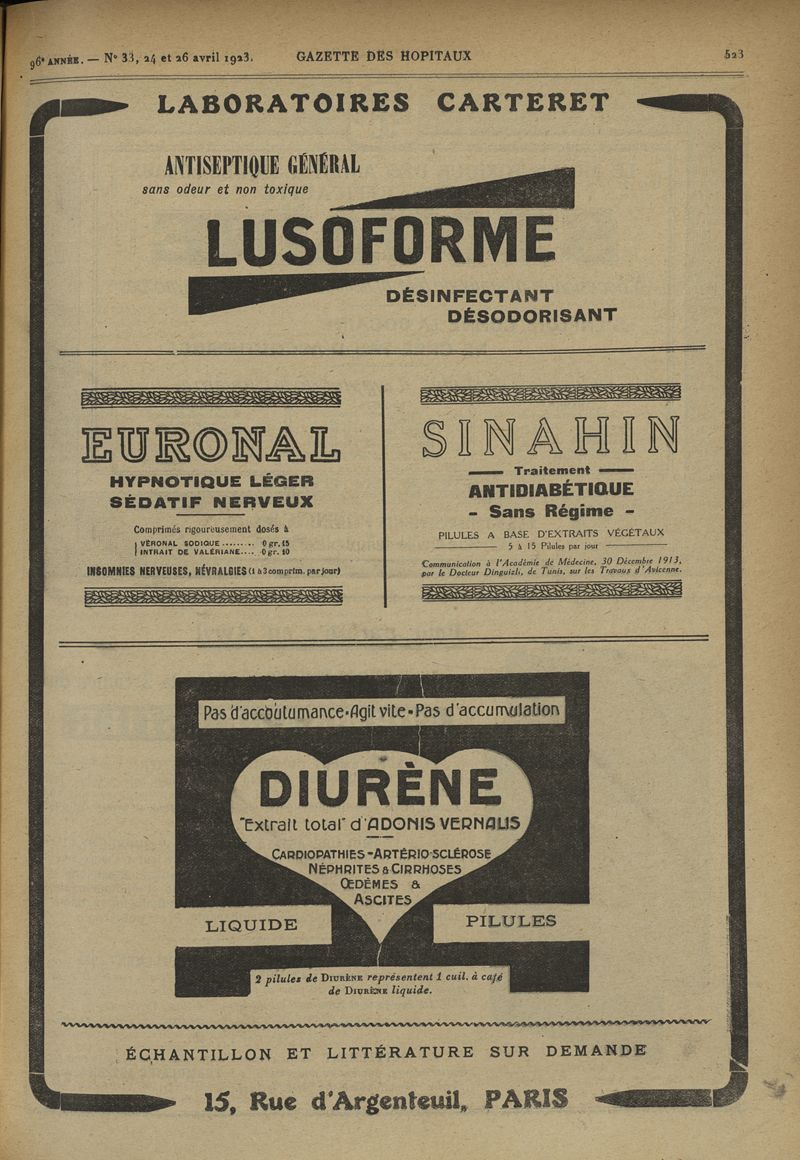 96e ANNÉE. — No 33, 24 et 26 avril 1923. GAZETTE DES HOPITAUX 523
LABORATOIRES CARTERET
ANTISEPTIQUE GÉNÉRAL
sans odeur et non toxique
LUSOFORME
DÉSINFECTANT
DÉSODORISANT
EURONAL
HYPNOTIQUE LÉGER
SÉDATIF NERVEUX
Comprimés rigoureusement dosés à
VÉRONAL SODIQUE ......... 0 gr. 15
INTRAIT DE VALÉRIANE.... 0 gr. 10
INSOMNIES NERVEUSES, NÉVRALGIES (1 à 3 comprim. par jour)
SINAHIN
Traitement
ANTIDIABÉTIQUE
- Sans Régime -
PILULES A BASE D'EXTRAITS VÉGÉTAUX
5 à 15 Pilules par jour
Communication à l'Académie de Médecine, 30 Décembre 1913,
par le Docteur Dinguizli, de Tunis, sur les Travaux d'Avicenne.
Pas d'accoutumance·Agit vite·Pas d'accumulation
DIURÈNE
"Extrait total" d'ADONIS VERNALIS
CARDIOPATHIES-ARTÉRIO-SCLÉROSE
NÉPHRITES & CIRRHOSES
ŒDÈMES &
ASCITES
LIQUIDE
PILULES
2 pilules de DIURÈNE représentent 1 cuil. à café
de DIURÈNE liquide.
ÉCHANTILLON ET LITTÉRATURE SUR DEMANDE
15, Rue d'Argenteuil, PARIS